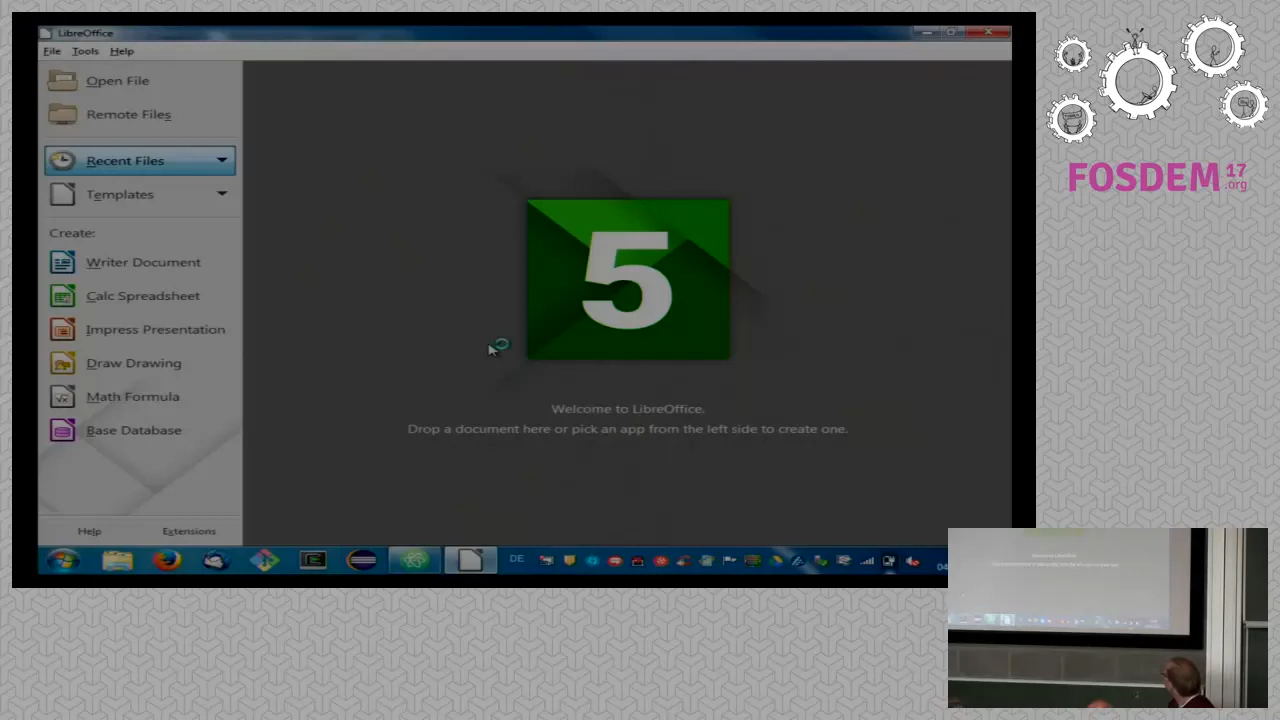 LibreOffice
File Tools Help
Open File
Remote Files
Recent Files
Templates
Create:
Writer Document
Calc Spreadsheet
Impress Presentation
Draw Drawing
Math Formula
Base Database
Help Extensions
5
Welcome to LibreOffice.
Drop a document here or pick an app from the left side to create one.
DE
04
FOSDEM 17
.org